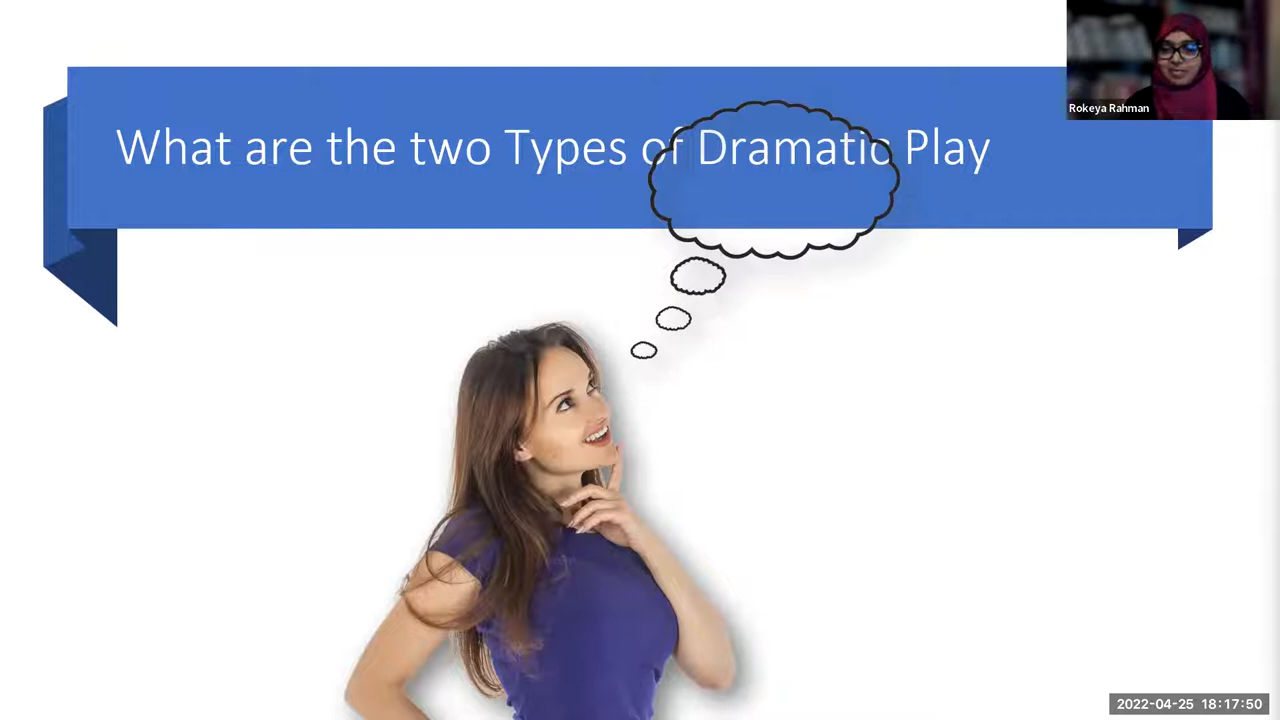 What are the two Types of Dramatic Play
Rokeya Rahman
2022-04-25 18:17:50